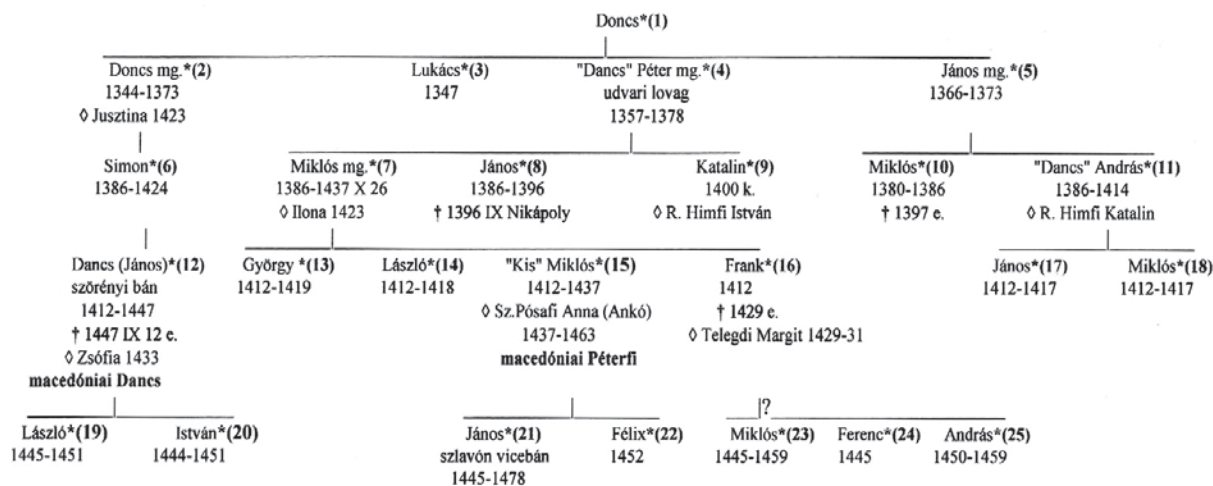 Doncs*(1)
Doncs mg.*(2) Lukács*(3) "Dancs" Péter mg.*(4) János mg.*(5)
1344-1373 1347 udvari lovag 1366-1373
◊ Jusztina 1423 1357-1378
Simon*(6) Miklós mg.*(7) János*(8) Katalin*(9) Miklós*(10) "Dancs" András*(11)
1386-1424 1386-1437 X 26 1386-1396 1400 k. 1380-1386 1386-1414
◊ Ilona 1423 † 1396 IX Nikápoly ◊ R. Himfi István † 1397 e. ◊ R. Himfi Katalin
Dancs (János)*(12) György *(13) László*(14) "Kis" Miklós*(15) Frank*(16) János*(17) Miklós*(18)
szörényi bán 1412-1419 1412-1418 1412-1437 1412 1412-1417 1412-1417
1412-1447 ◊ Sz.Pósafi Anna (Ankó) † 1429 e.
† 1447 IX 12 e. 1437-1463 ◊ Telegdi Margit 1429-31
◊ Zsófia 1433 macedóniai Péterfi
macedóniai Dancs
?
László*(19) István*(20) János*(21) Félix*(22) Miklós*(23) Ferenc*(24) András*(25)
1445-1451 1444-1451 szlavón vicebán 1452 1445-1459 1445 1450-1459
1445-1478